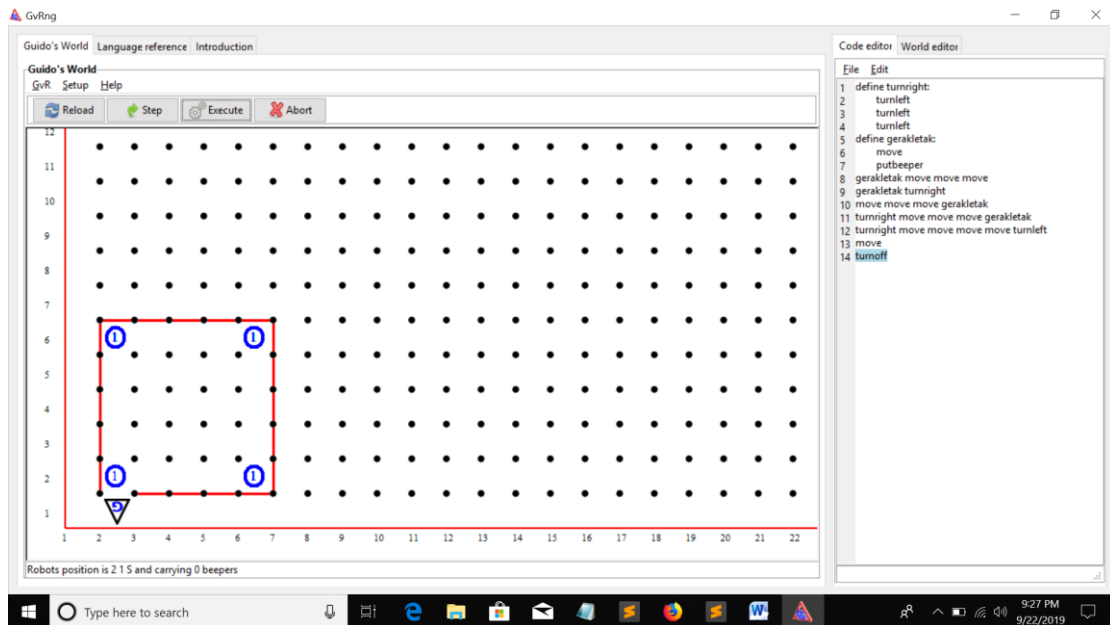 GvRng
Guido's World Language reference Introduction
Guido's World
GvR Setup Help
Reload Step Execute Abort
12
11
10
9
8
7
6
5
4
3
2
1
1 1
1 1
G
1 2 3 4 5 6 7 8 9 10 11 12 13 14 15 16 17 18 19 20 21 22
Robots position is 2 1 S and carrying 0 beepers
Code editor World editor
File Edit
1 define turnright:
2 turnleft
3 turnleft
4 turnleft
5 define gerakletak:
6 move
7 putbeeper
8 gerakletak move move move
9 gerakletak turnright
10 move move move gerakletak
11 turnright move move move gerakletak
12 turnright move move move move turnleft
13 move
14 turnoff
Type here to search
9:27 PM
9/22/2019